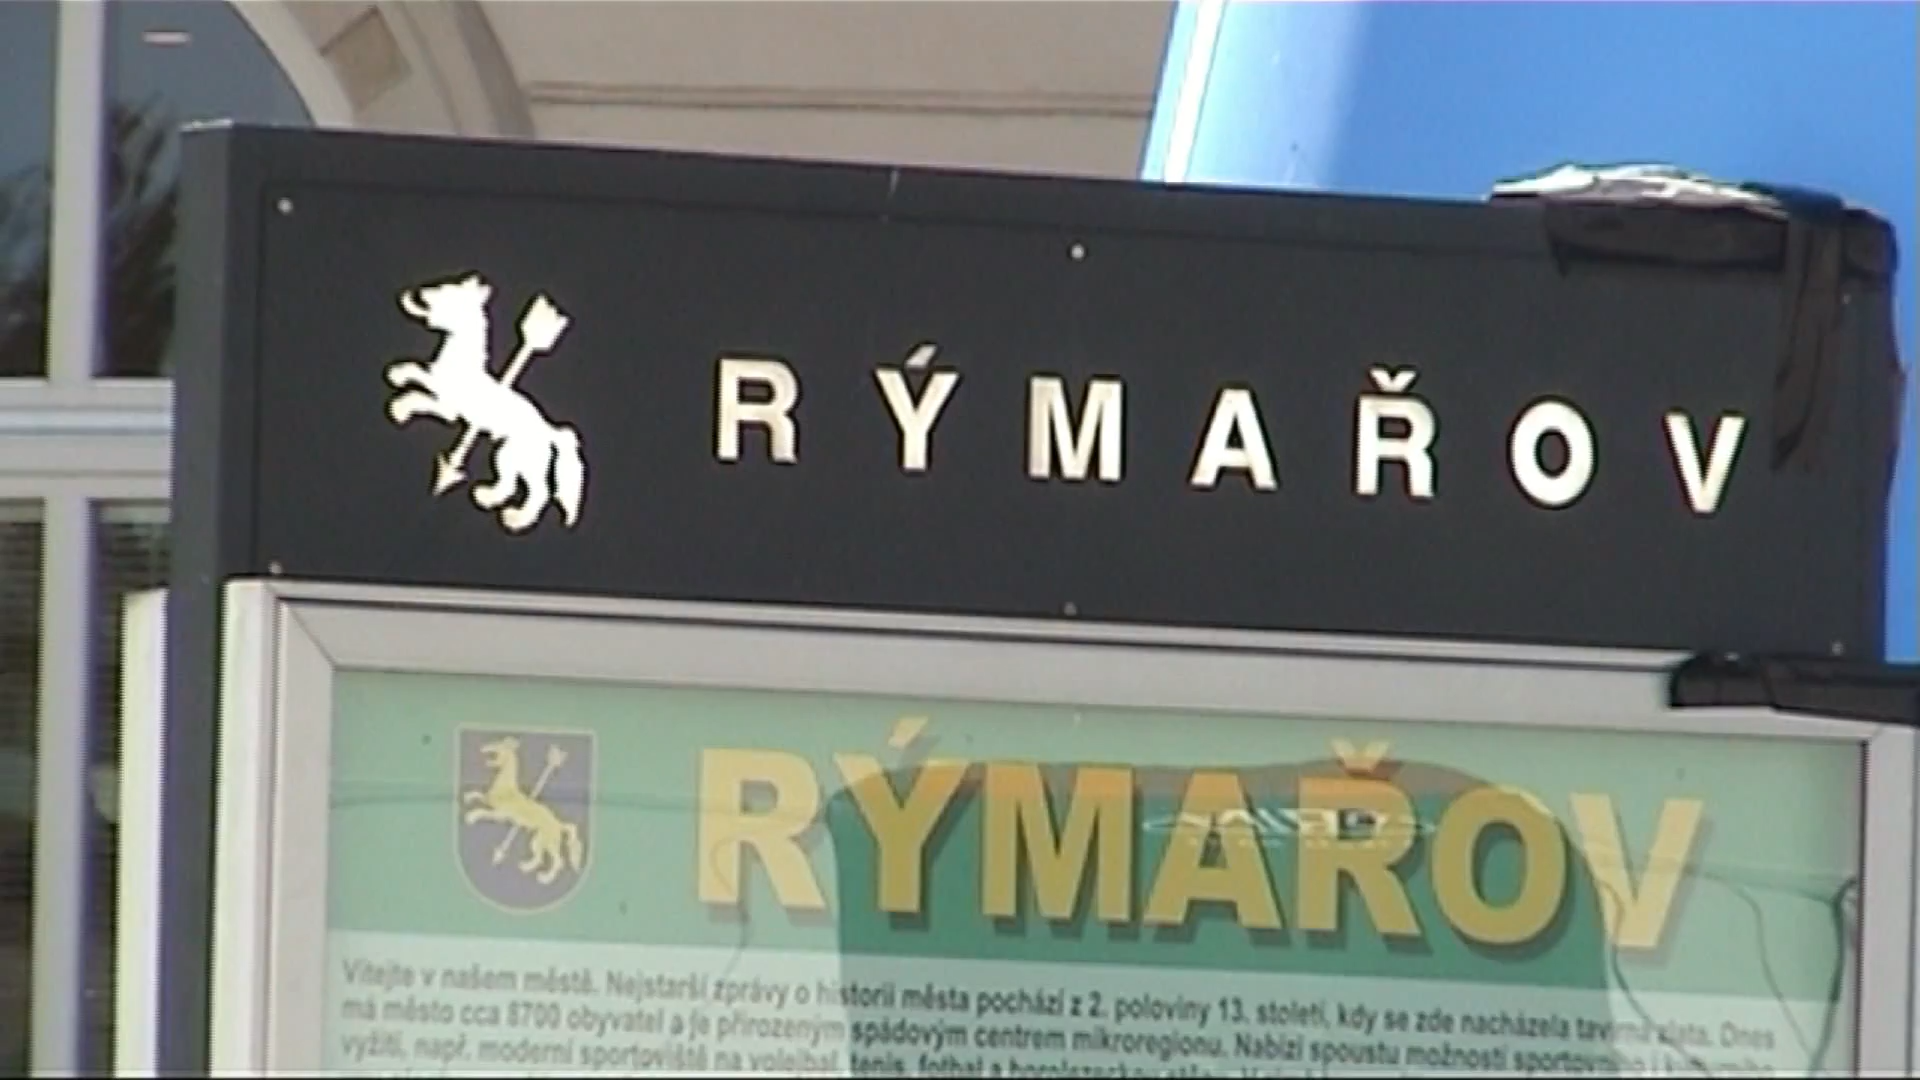 RÝMAŘOV
RÝMAŘOV
Vítejte v našem městě. Nejstarší zprávy o historii města pochází z 2. poloviny 13. století, kdy se zde nacházela tavírna zlata. Dnes
má město cca 8700 obyvatel a je přirozeným spádovým centrem mikroregionu. Nabízí spoustu možností sportovního i kulturního
vyžití, např. moderní sportoviště na volejbal, tenis, fotbal a horolezeckou stěnu.